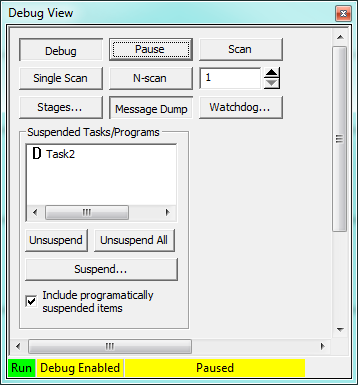 Debug View
Debug Pause Scan
Single Scan N-scan 1
Stages... Message Dump Watchdog...
Suspended Tasks/Programs
D Task2
Unsuspend Unsuspend All
Suspend...
Include programatically
suspended items
Run Debug Enabled Paused